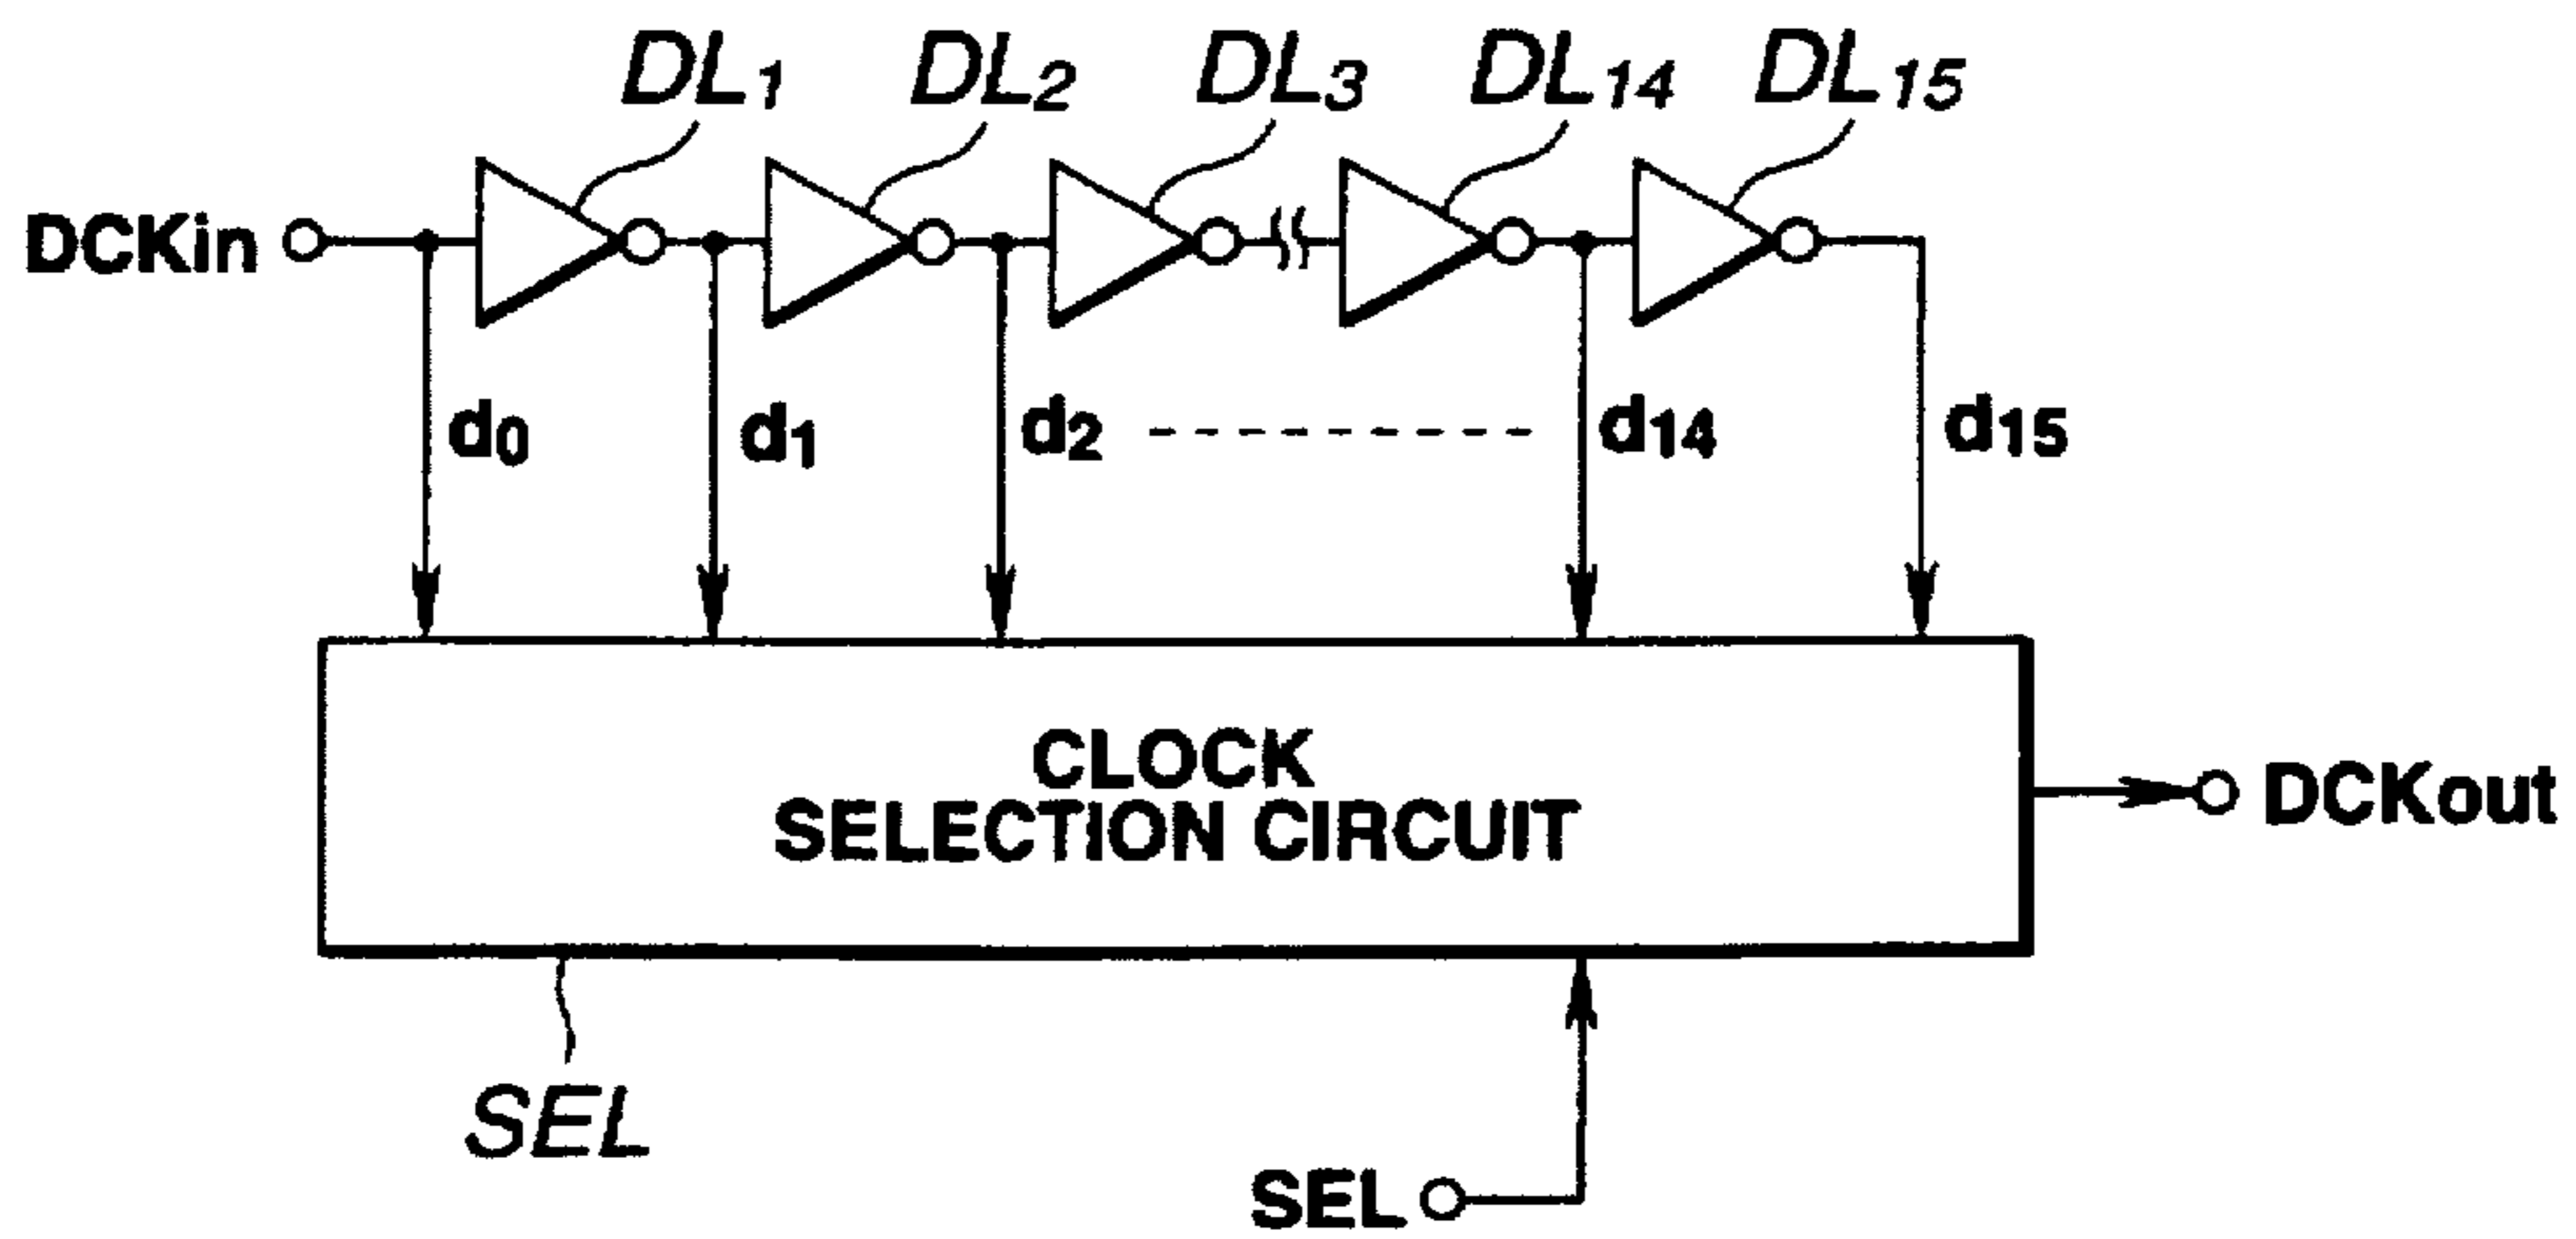 DL1 DL2 DL3 DL14 DL15
DCKin
d0 d1 d2 d14 d15
CLOCK
SELECTION CIRCUIT
DCKout
SEL
SEL